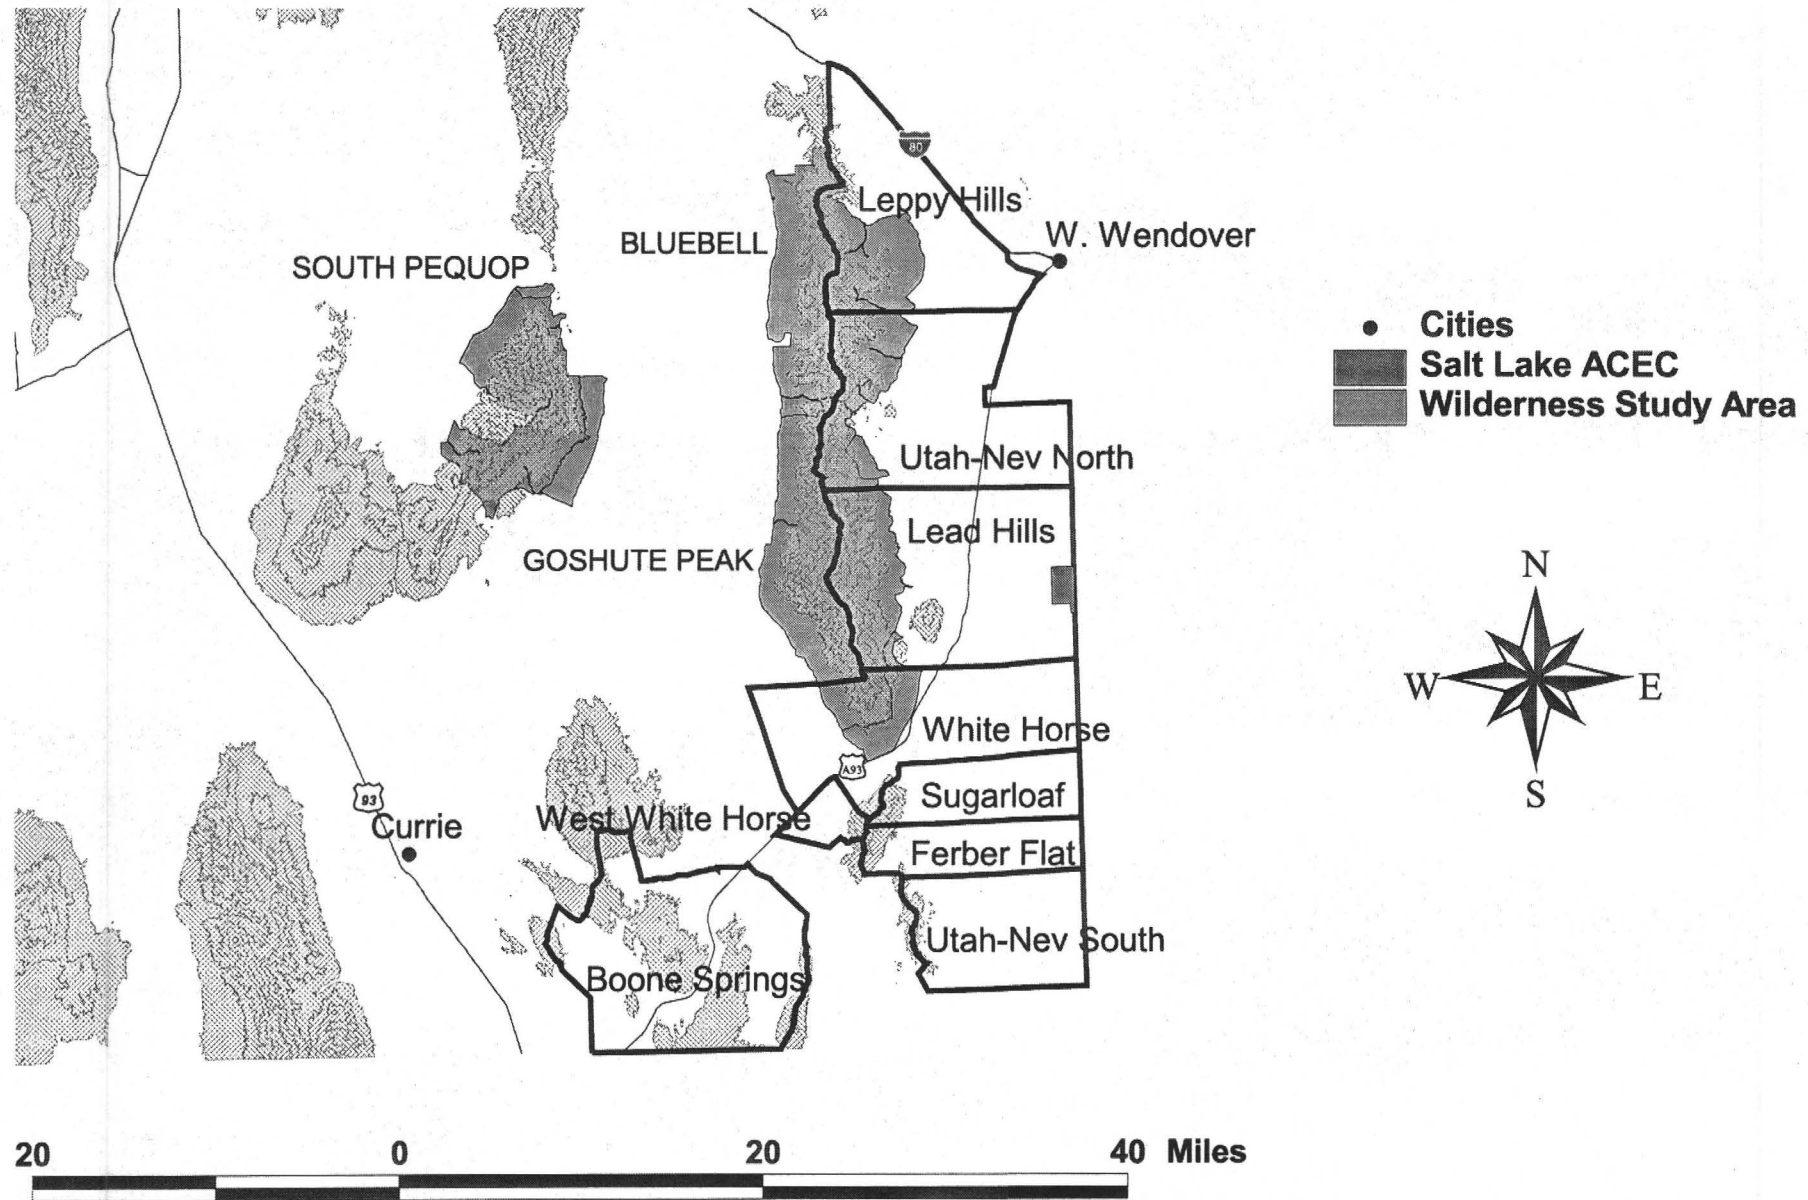 80
Leppy Hills
W. Wendover
BLUEBELL
SOUTH PEQUOP
Cities
Salt Lake ACEC
Wilderness Study Area
Utah-Nev North
Lead Hills
GOSHUTE PEAK
N
W
E
S
White Horse
A93
93
Sugarloaf
West White Horse
Currie
Ferber Flat
Utah-Nev South
Boone Springs
20 0 20 40 Miles